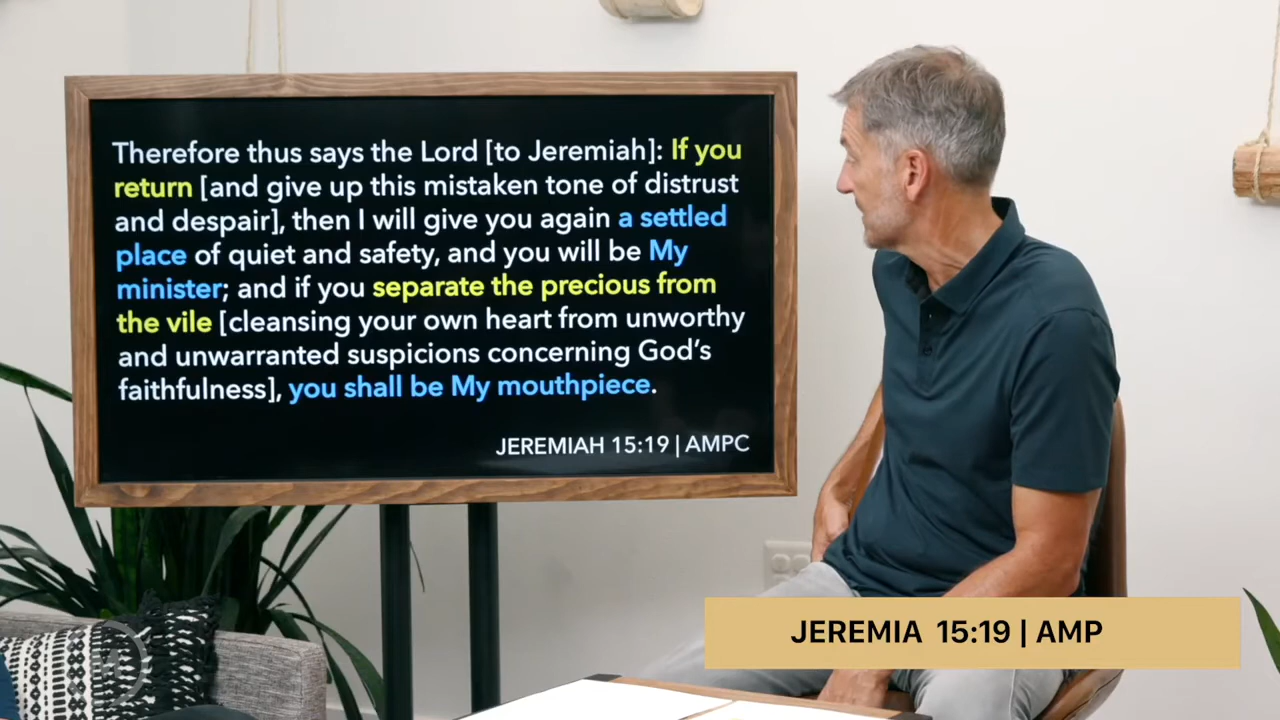 Therefore thus says the Lord [to Jeremiah]: If you
return [and give up this mistaken tone of distrust
and despair], then I will give you again a settled
place of quiet and safety, and you will be My
minister; and if you separate the precious from
the vile [cleansing your own heart from unworthy
and unwarranted suspicions concerning God's
faithfulness], you shall be My mouthpiece.
JEREMIAH 15:19 | AMPC
JEREMIA 15:19 | AMP